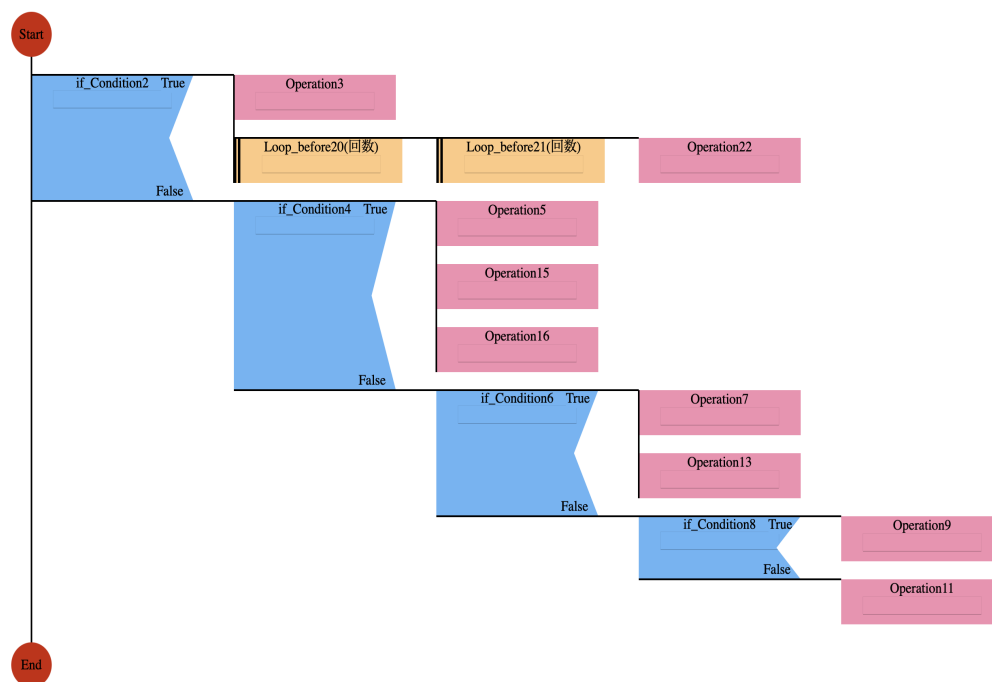 Start
if_Condition2 True
Operation3
Loop_before20(回数)
Loop_before21(回数)
Operation22
False
if_Condition4 True
Operation5
Operation15
Operation16
False
if_Condition6 True
Operation7
Operation13
False
if_Condition8 True
Operation9
False
Operation11
End